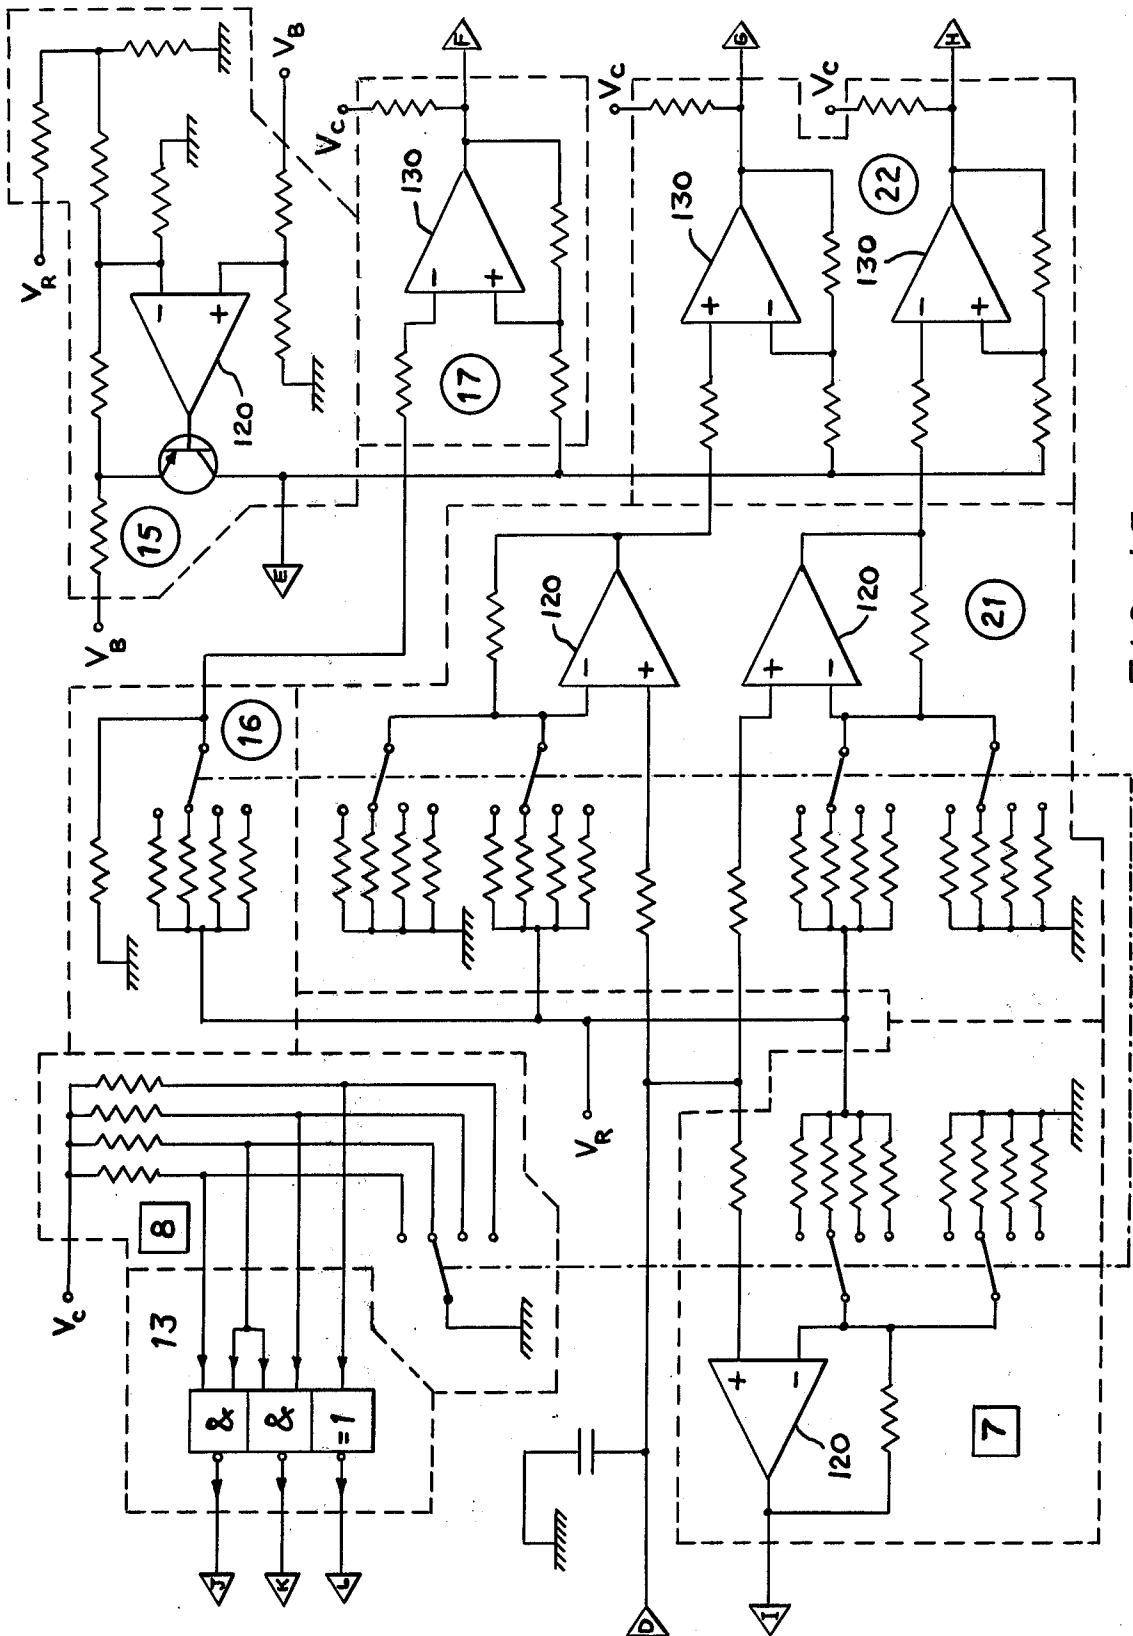 V_R
V_B
15
120
-
+
E
V_B
V_C
130
-
+
17
F
V_C
130
+
-
G
V_C
22
130
-
+
H
16
120
-
+
120
+
-
21
V_R
V_C
8
13
&
&
=1
J
K
L
D
I
+
-
120
7